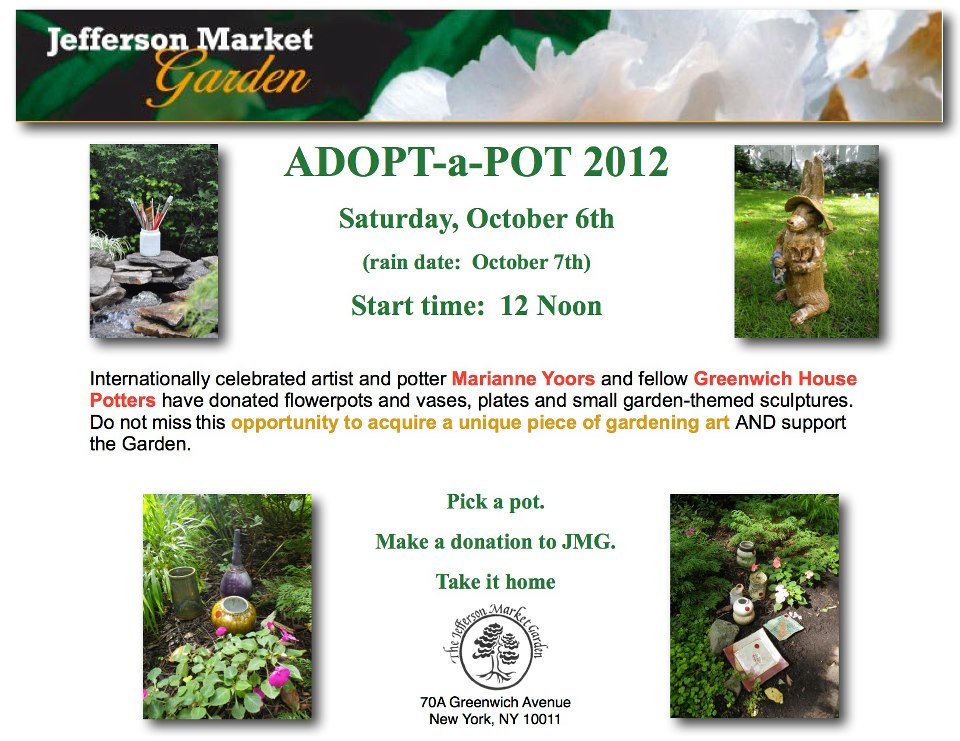 Jefferson Market
Garden
ADOPT-a-POT 2012
Saturday, October 6th
(rain date: October 7th)
Start time: 12 Noon
Internationally celebrated artist and potter Marianne Yoors and fellow Greenwich House
Potters have donated flowerpots and vases, plates and small garden-themed sculptures.
Do not miss this opportunity to acquire a unique piece of gardening art AND support
the Garden.
Pick a pot.
Make a donation to JMG.
Take it home
The Jefferson Market Garden
70A Greenwich Avenue
New York, NY 10011